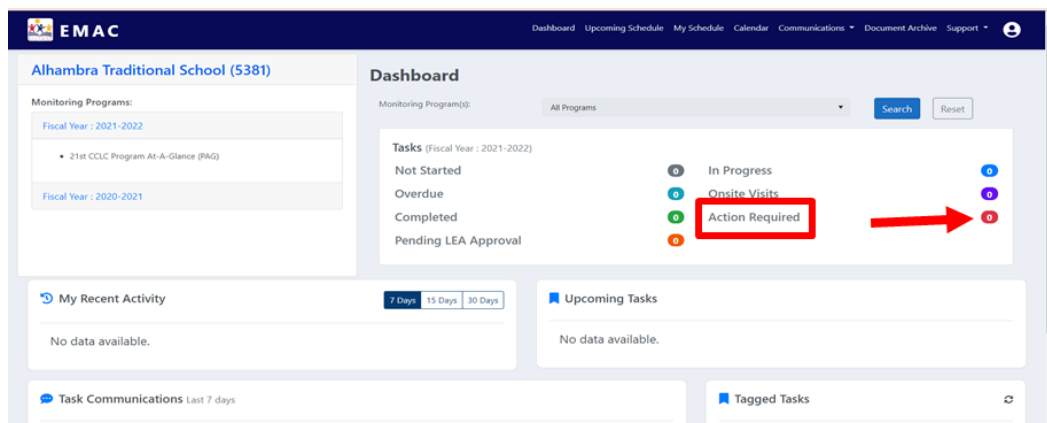 EMAC
Dashboard Upcoming Schedule My Schedule Calendar Communications Document Archive Support
Alhambra Traditional School (5381)
Monitoring Programs:
Fiscal Year : 2021-2022
21st CCLC Program At-A-Glance (PAG)
Fiscal Year : 2020-2021
Dashboard
Monitoring Program(s): All Programs Search Reset
Tasks (Fiscal Year : 2021-2022)
Not Started 0 In Progress 0
Overdue 0 Onsite Visits 0
Completed 0 Action Required 0
Pending LEA Approval 0
My Recent Activity 7 Days 15 Days 30 Days
No data available.
Upcoming Tasks
No data available.
Task Communications Last 7 days
Tagged Tasks